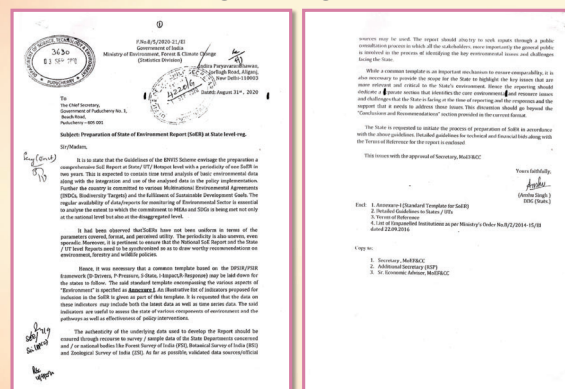 ①
F.No.8/5/2020-21/EI
Government of India
Ministry of Environment, Forest & Climate Change
(Statistics Division)
3630
03 SEP
PUDUCHERRY
Indira Paryavaran Bhawan,
Jorbagh Road, Aliganj,
New Delhi-110003
Dated: August 31st, 2020
To
The Chief Secretary,
Government of Puducherry No. 1,
Beach Road,
Puducherry - 605 001
Subject: Preparation of State of Environment Report (SoER) at State level-reg.
Sir/Madam,
It is to state that the Guidelines of the ENVIS Scheme envisage the preparation a
comprehensive SoE Report at State/ UT/ Hotspot level with a periodicity of one SoER in
two years. This is expected to contain time trend analysis of basic environmental data
along with the integration and use of the analysed data in the policy implementation.
Further the country is committed to various Multinational Environmental Agreements
(INDCs, Biodiversity Targets) and the fulfilment of Sustainable Development Goals. The
regular availability of data/reports for monitoring of Environmental Sector is essential
to analyse the extent to which the commitment to MEAs and SDGs is being met not only
at the national level but also at the disaggregated level.
It had been observed that SoERs have not been uniform in terms of the
parameters covered, format, and perceived utility. The periodicity is also uneven, even
sporadic. Moreover, it is pertinent to ensure that the National SoE Report and the State
/ UT level Reports need to be synchronized so as to draw worthy recommendations on
environment, forestry and wildlife policies.
Hence, it was necessary that a common template based on the DPSIR/PSIR
framework (D-Drivers, P-Pressure, S-State, I-Impact,R-Response) may be laid down for
the states to follow. The said standard template encompassing the various aspects of
"Environment" is specified as Annexure I. An illustrative list of indicators proposed for
inclusion in the SoER is given as part of this template. It is requested that the data on
these indicators may include both the latest data as well as time series data. The said
indicators are useful to assess the state of various components of environment and the
pathways as well as effectiveness of policy interventions.
The authenticity of the underlying data used to develop the Report should be
ensured through recourse to survey / sample data of the State Departments concerned
and / or national bodies like Forest Survey of India (FSI), Botanical Survey of India (BSI)
and Zoological Survey of India (ZSI). As far as possible, validated data sources/official
sources may be used. The report should also try to seek inputs through a public
consultation process in which all the stakeholders, more importantly the general public
is involved in the process of identifying the key environmental issues and challenges
facing the State.
While a common template is an important mechanism to ensure comparability, it is
also necessary to provide the scope for the State to highlight the key issues that are
more relevant and critical to the State's environment. Hence the reporting should
indicate a separate section that identifies the core environment and resource issues
and challenges that the State is facing at the time of reporting and the responses and the
support that it needs to address those issues. This direction should go beyond the
"Conclusions and Recommendations" section provided in the current format.
The State is requested to initiate the process of preparation of SoER in accordance
with the above guidelines. Detailed guidelines for technical and financial bids along with
the Terms of Reference for the report is enclosed
This issues with the approval of Secretary, MoEF&CC
Yours faithfully,
(Anshu Singh )
DDG (Stats.)
Encl: 1. Annexure-I (Standard Template for SoER)
2. Detailed Guidelines to States / UTs
3. Terms of Reference
4. List of Empanelled Institutions as per Ministry's Order No.8/2/2014-15/EI
dated 22.09.2016
Copy to:
1. Secretary , MoEF&CC
2. Additional Secretary (RSP)
3. Sr. Economic Advisor, MoEF&CC